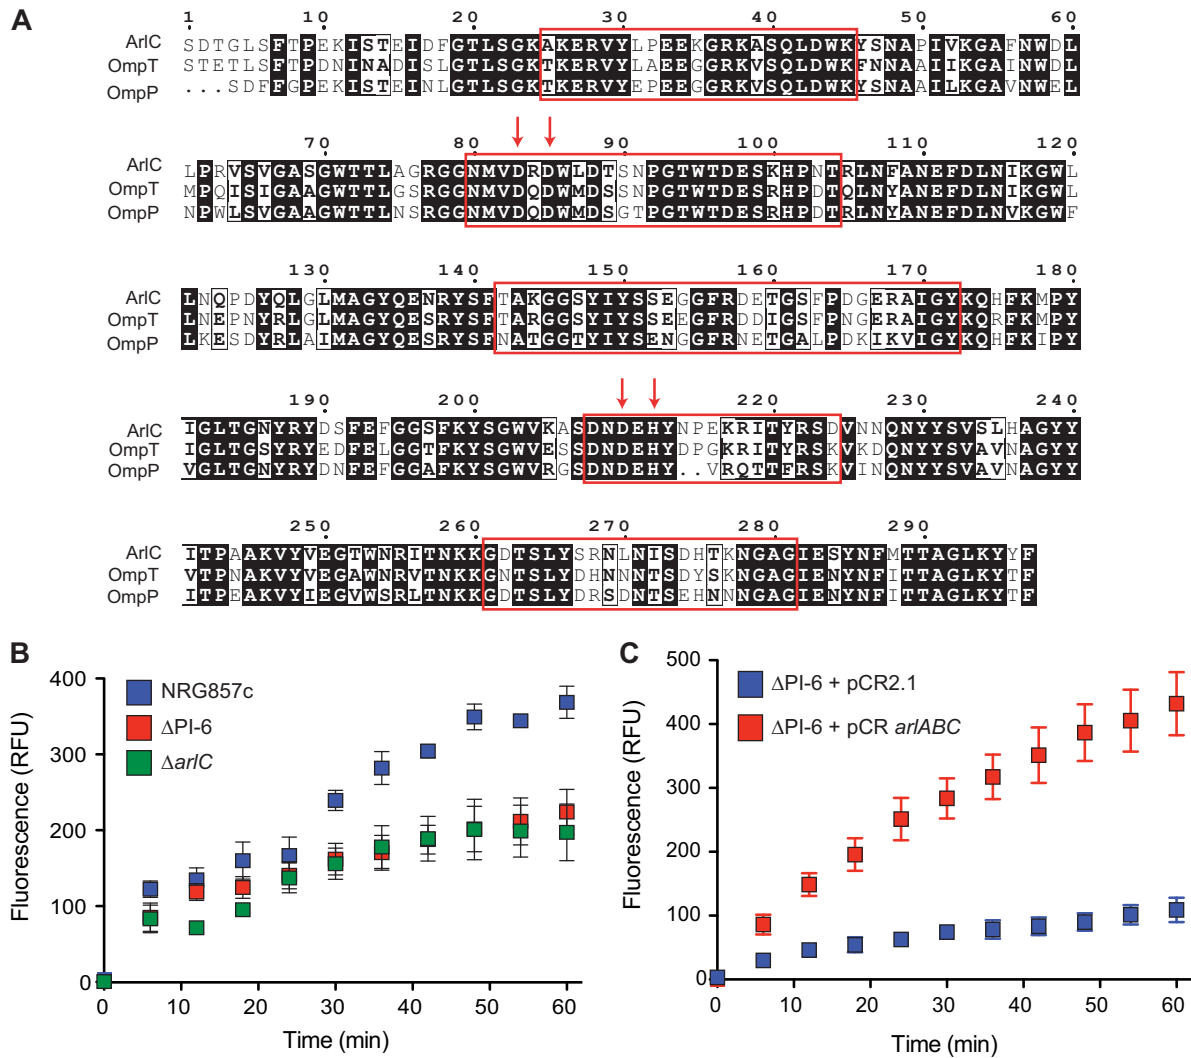 A
1 10 20 30 40 50 60
ArlC SDTGLSFTPEKISTEIDFGTLSGKAKERVYLPEEKGRKASQLDWKYSNAPIVKGAFNWDL
OmpT STETLSFTPDNINADISLGTLSGKTKERVYLAEEGGRKVSQLDWKFNNAAIIKGAINWDL
OmpP ...SDFFGPEKISTEINLGTLSGKTKERVYEPEEGGRKVSQLDWKYSNAAILKGAVNWEL
70 80 90 100 110 120
ArlC LPRVSVGASGWTTLAGRGGNMVDRDWLDTSNPGTWTDESKHPNTRLNFANEFDLNIKGWL
OmpT MPQISIGAAGWTTLGSRGGNMVDQDWMDSSNPGTWTDESRHPDTQLNYANEFDLNIKGWL
OmpP NPWLSVGAAGWTTLNSRGGNMVDQDWMDSGTPGTWTDESRHPDTRLNYANEFDLNVKGWF
130 140 150 160 170 180
ArlC LNQPDYQLGLMAGYQENRYSFTAKGGSYIYSSEGGFRDETGSFPDGERAIGYKQHFKMPY
OmpT LNEPNYRLGLMAGYQESRYSFTARGGSYIYSSEEGFRDDIGSFPNGERAIGYKQRFKMPY
OmpP LKESDYRLAIMAGYQESRYSFNATGGTYIYSENGGFRNETGALPDKIKVIGYKQHFKIPY
190 200 210 220 230 240
ArlC IGLTGNYRYDSFEFGGSFKYSGWVKASDNDEHYNPEKRITYRSDVNNQNYYSVSLHAGYY
OmpT IGLTGSYRYEDFELGGTFKYSGWVESSDNDEHYDPGKRITYRSKVKDQNYYSVAVNAGYY
OmpP VGLTGNYRYDNFEFGGAFKYSGWVRGSDNDEHY..VRQTTFRSKVINQNYYSVAVNAGYY
250 260 270 280 290
ArlC ITPAAKVYVEGTWNRITNKKGDTSLYSRNLNISDHTKNGAGIESYNFMTTAGLKYYF
OmpT VTPNAKVYVEGAWNRVTNKKGNTSLYDHNNNTSDYSKNGAGIENYNFITTAGLKYTF
OmpP ITPEAKVYIEGVWSRLTNKKGDTSLYDRSDNTSEHNNNGAGIENYNFITTAGLKYTF
B
Fluorescence (RFU)
400
300
200
100
0
NRG857c
ΔPI-6
ΔarlC
0 10 20 30 40 50 60
Time (min)
C
Fluorescence (RFU)
500
400
300
200
100
0
ΔPI-6 + pCR2.1
ΔPI-6 + pCR arlABC
0 10 20 30 40 50 60
Time (min)